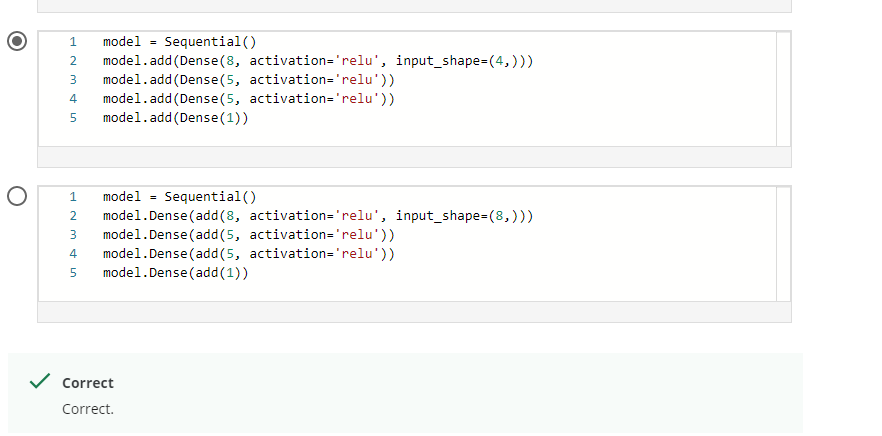 1 model = Sequential()
2 model.add(Dense(8, activation='relu', input_shape=(4,)))
3 model.add(Dense(5, activation='relu'))
4 model.add(Dense(5, activation='relu'))
5 model.add(Dense(1))
1 model = Sequential()
2 model.Dense(add(8, activation='relu', input_shape=(8,)))
3 model.Dense(add(5, activation='relu'))
4 model.Dense(add(5, activation='relu'))
5 model.Dense(add(1))
Correct
Correct.